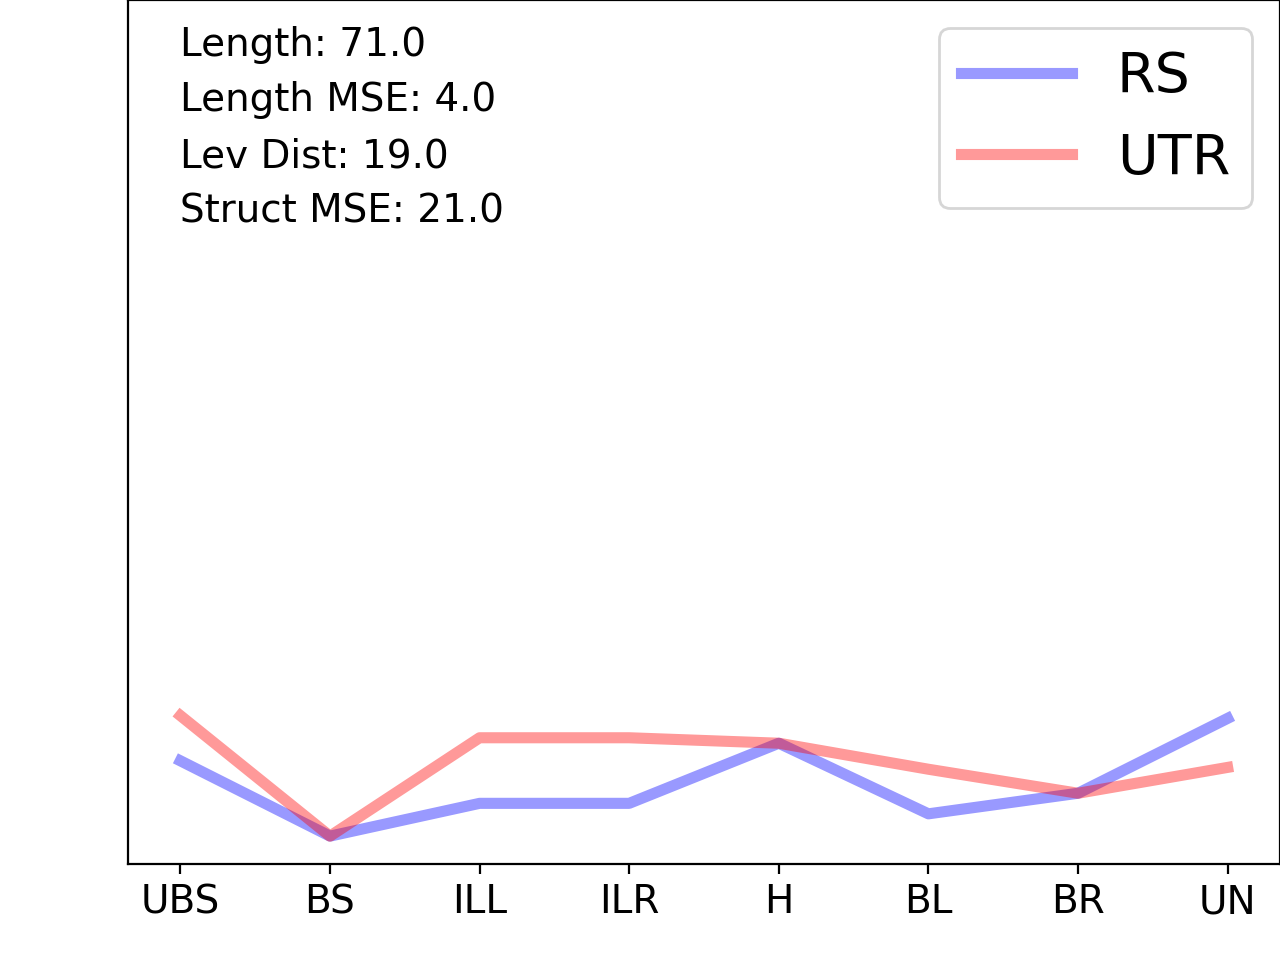 Length: 71.0
Length MSE: 4.0
Lev Dist: 19.0
Struct MSE: 21.0
RS
UTR
UBS BS ILL ILR H BL BR UN